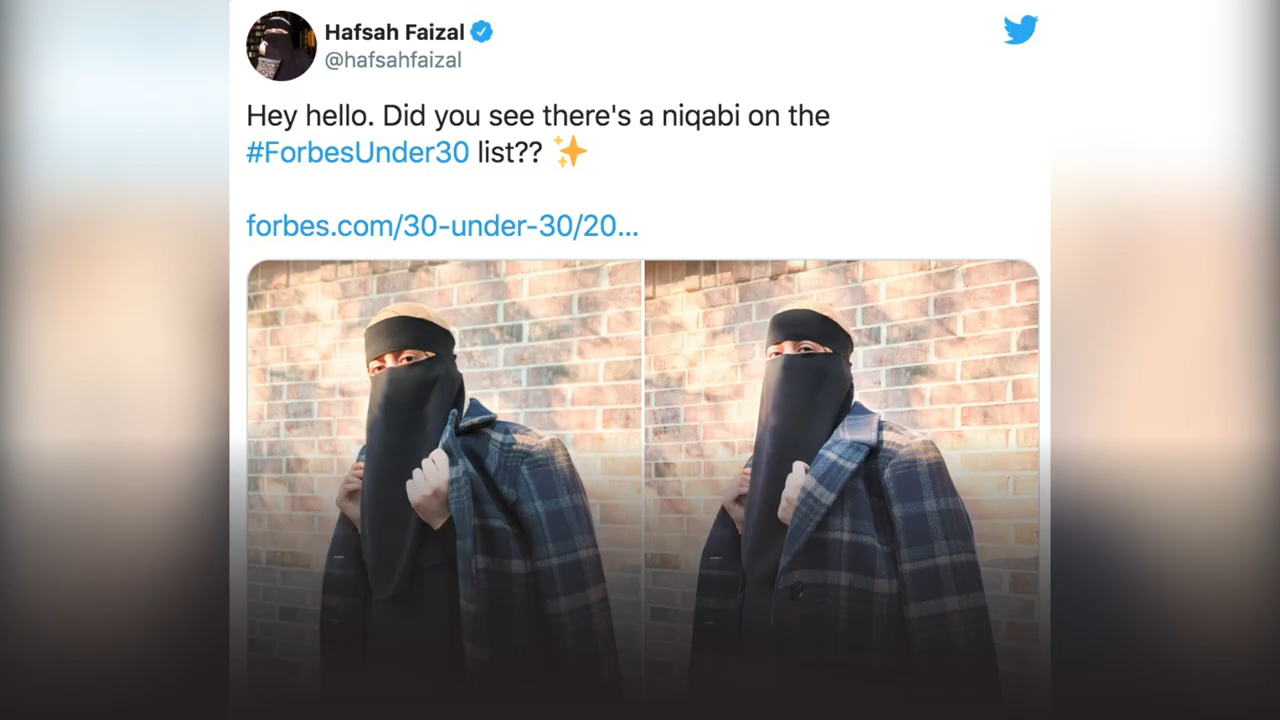 Hafsah Faizal
@hafsahfaizal
Hey hello. Did you see there's a niqabi on the
#ForbesUnder30 list?? ✨
forbes.com/30-under-30/20...